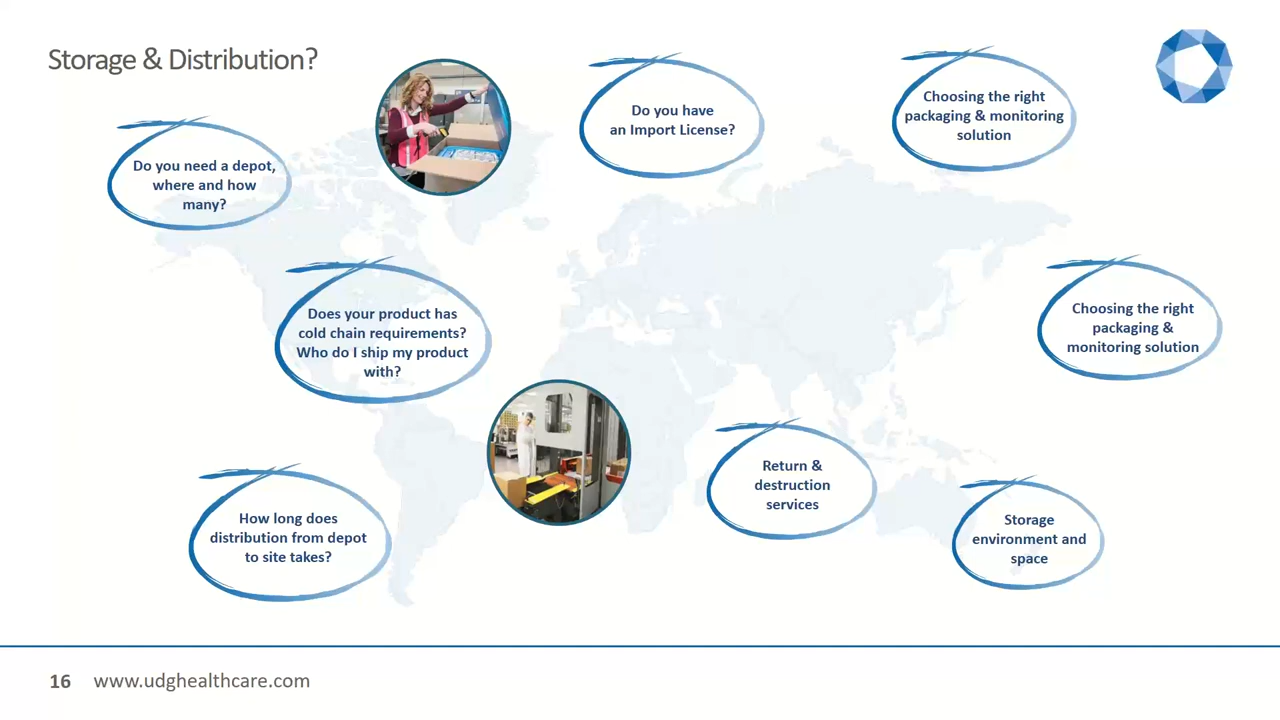 Storage & Distribution?
Do you need a depot,
where and how
many?
Do you have
an Import License?
Choosing the right
packaging & monitoring
solution
Does your product has
cold chain requirements?
Who do I ship my product
with?
Choosing the right
packaging &
monitoring solution
How long does
distribution from depot
to site takes?
Return &
destruction
services
Storage
environment and
space
16 www.udghealthcare.com